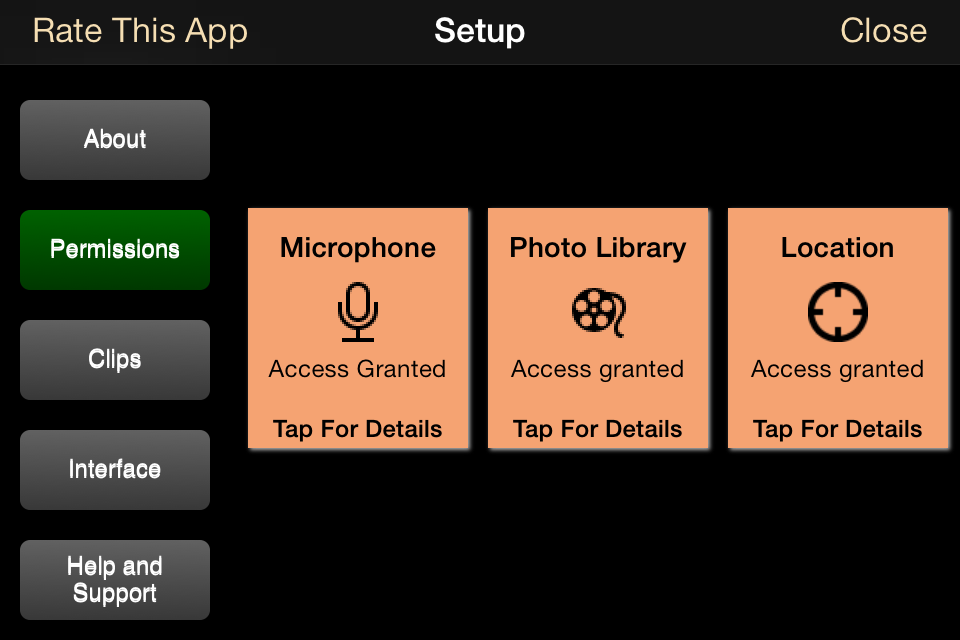 Rate This App
Setup
Close
About
Permissions
Clips
Interface
Help and
Support
Microphone
Access Granted
Tap For Details
Photo Library
Access granted
Tap For Details
Location
Access granted
Tap For Details